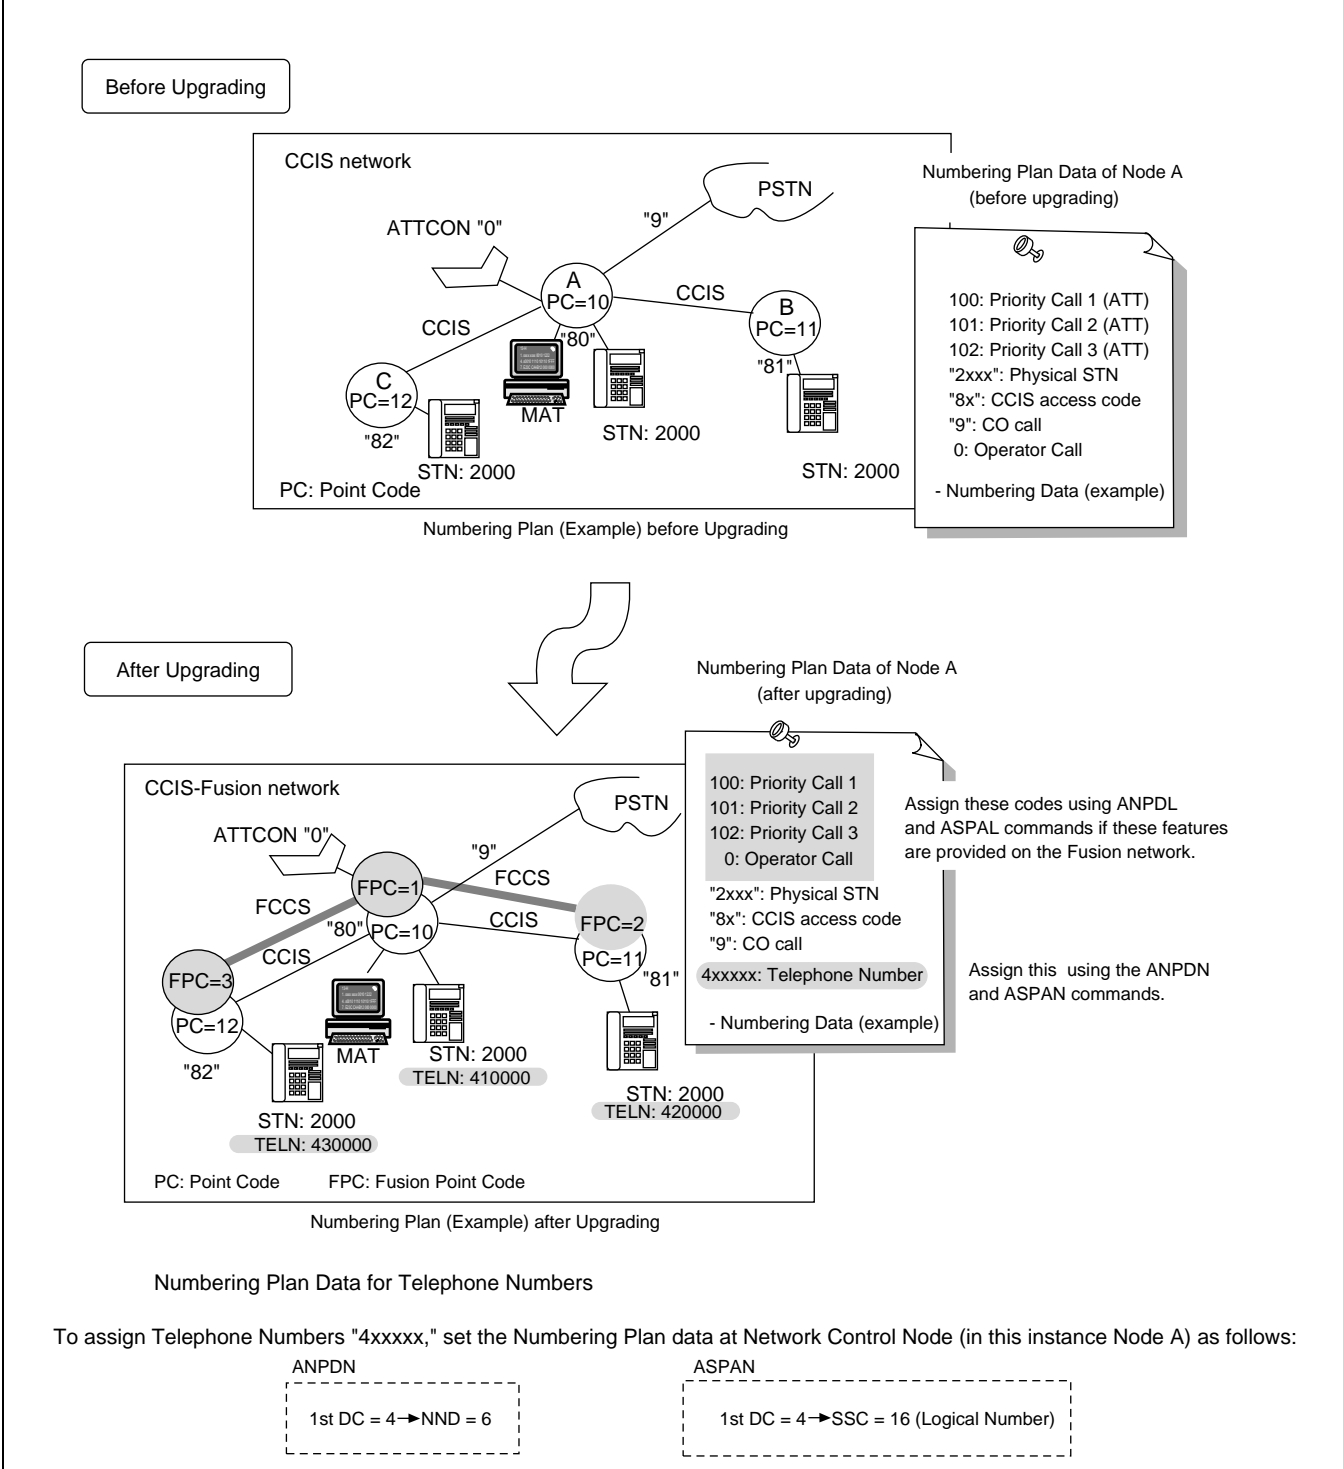 Before Upgrading
CCIS network
PSTN
"9"
ATTCON "0"
A
PC=10
CCIS
B
PC=11
"80"
"81"
CCIS
C
PC=12
"82"
MAT
STN: 2000
STN: 2000
STN: 2000
PC: Point Code
Numbering Plan (Example) before Upgrading
Numbering Plan Data of Node A
(before upgrading)
100: Priority Call 1 (ATT)
101: Priority Call 2 (ATT)
102: Priority Call 3 (ATT)
"2xxx": Physical STN
"8x": CCIS access code
"9": CO call
0: Operator Call
- Numbering Data (example)
After Upgrading
CCIS-Fusion network
PSTN
ATTCON "0"
"9"
FPC=1
FCCS
FCCS
"80"
PC=10
CCIS
FPC=2
PC=11
"81"
CCIS
FPC=3
PC=12
"82"
MAT
STN: 2000
TELN: 410000
STN: 2000
TELN: 420000
STN: 2000
TELN: 430000
PC: Point Code
FPC: Fusion Point Code
Numbering Plan (Example) after Upgrading
Numbering Plan Data of Node A
(after upgrading)
100: Priority Call 1
101: Priority Call 2
102: Priority Call 3
0: Operator Call
"2xxx": Physical STN
"8x": CCIS access code
"9": CO call
4xxxxx: Telephone Number
- Numbering Data (example)
Assign these codes using ANPDL
and ASPAL commands if these features
are provided on the Fusion network.
Assign this using the ANPDN
and ASPAN commands.
Numbering Plan Data for Telephone Numbers
To assign Telephone Numbers "4xxxxx," set the Numbering Plan data at Network Control Node (in this instance Node A) as follows:
ANPDN
1st DC = 4→NND = 6
ASPAN
1st DC = 4→SSC = 16 (Logical Number)